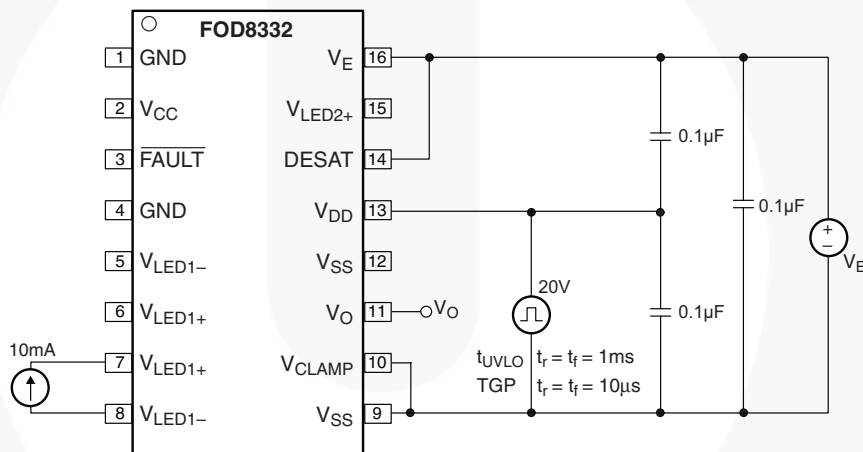 FOD8332
1 GND
2 VCC
3 FAULT
4 GND
5 VLED1–
6 VLED1+
7 VLED1+
8 VLED1–
VE 16
VLED2+ 15
DESAT 14
VDD 13
VSS 12
VO 11
VCLAMP 10
VSS 9
10mA
VO
20V
tUVLO tr = tf = 1ms
TGP tr = tf = 10µs
0.1µF
0.1µF
0.1µF
+
–
VE